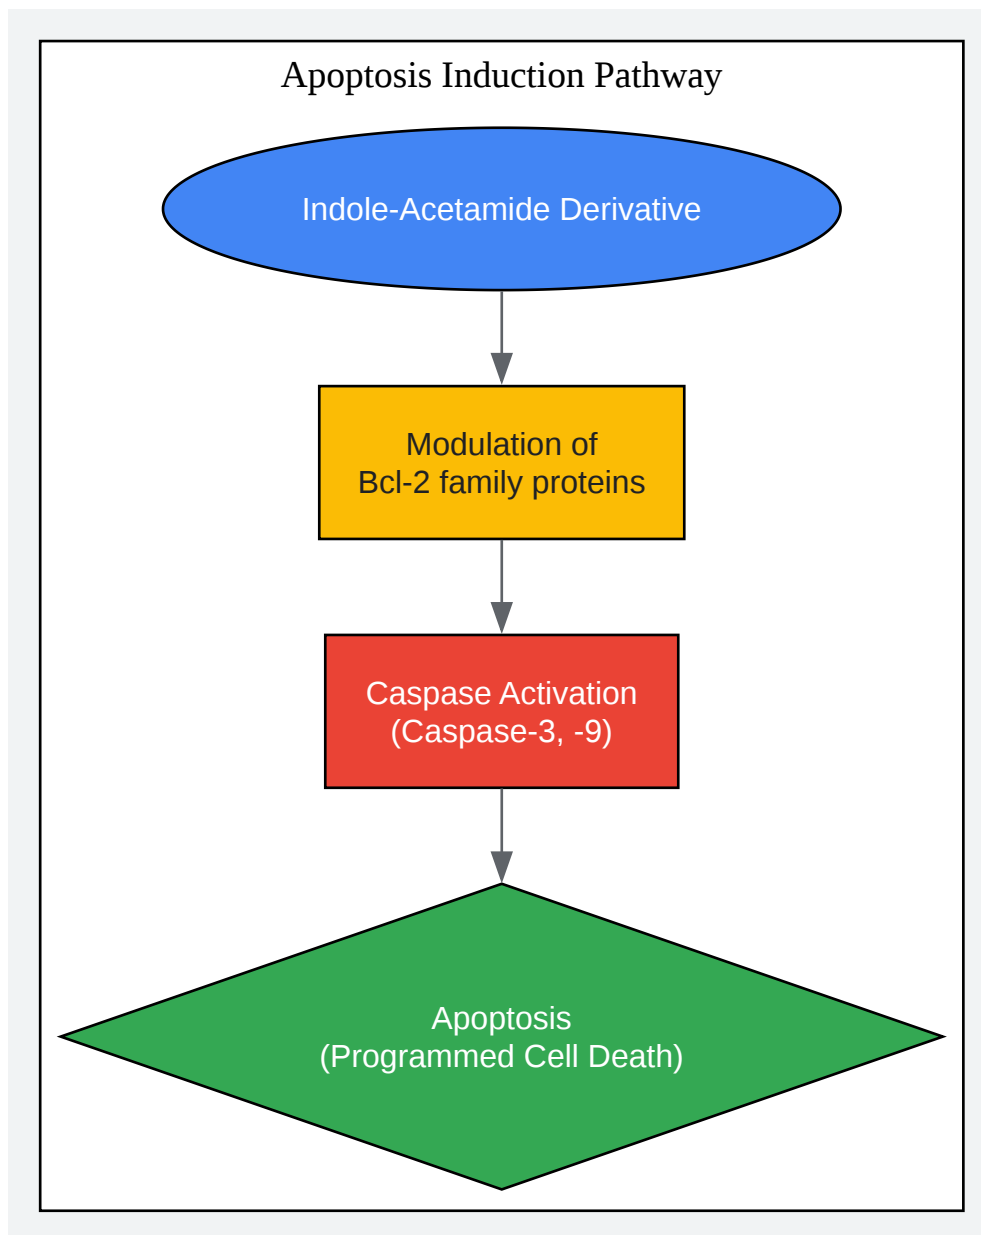 Apoptosis Induction Pathway
Indole-Acetamide Derivative
Modulation of
Bcl-2 family proteins
Caspase Activation
(Caspase-3, -9)
Apoptosis
(Programmed Cell Death)